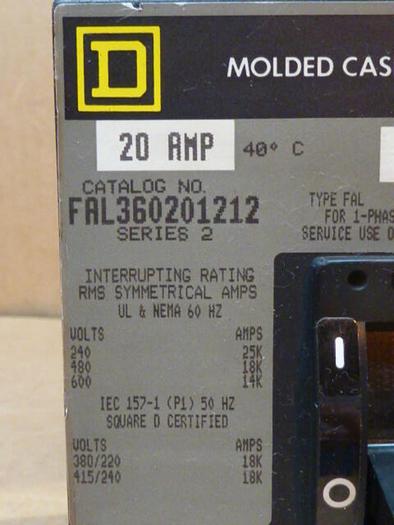 D
MOLDED CAS
20 AMP 40° C
CATALOG NO.
FAL360201212
SERIES 2
TYPE FAL
FOR 1-PHAS
SERVICE USE O
INTERRUPTING RATING
RMS SYMMETRICAL AMPS
UL & NEMA 60 HZ
VOLTS AMPS
240 25K
480 18K
600 14K
IEC 157-1 (P1) 50 HZ
SQUARE D CERTIFIED
VOLTS AMPS
380/220 18K
415/240 18K
I
O